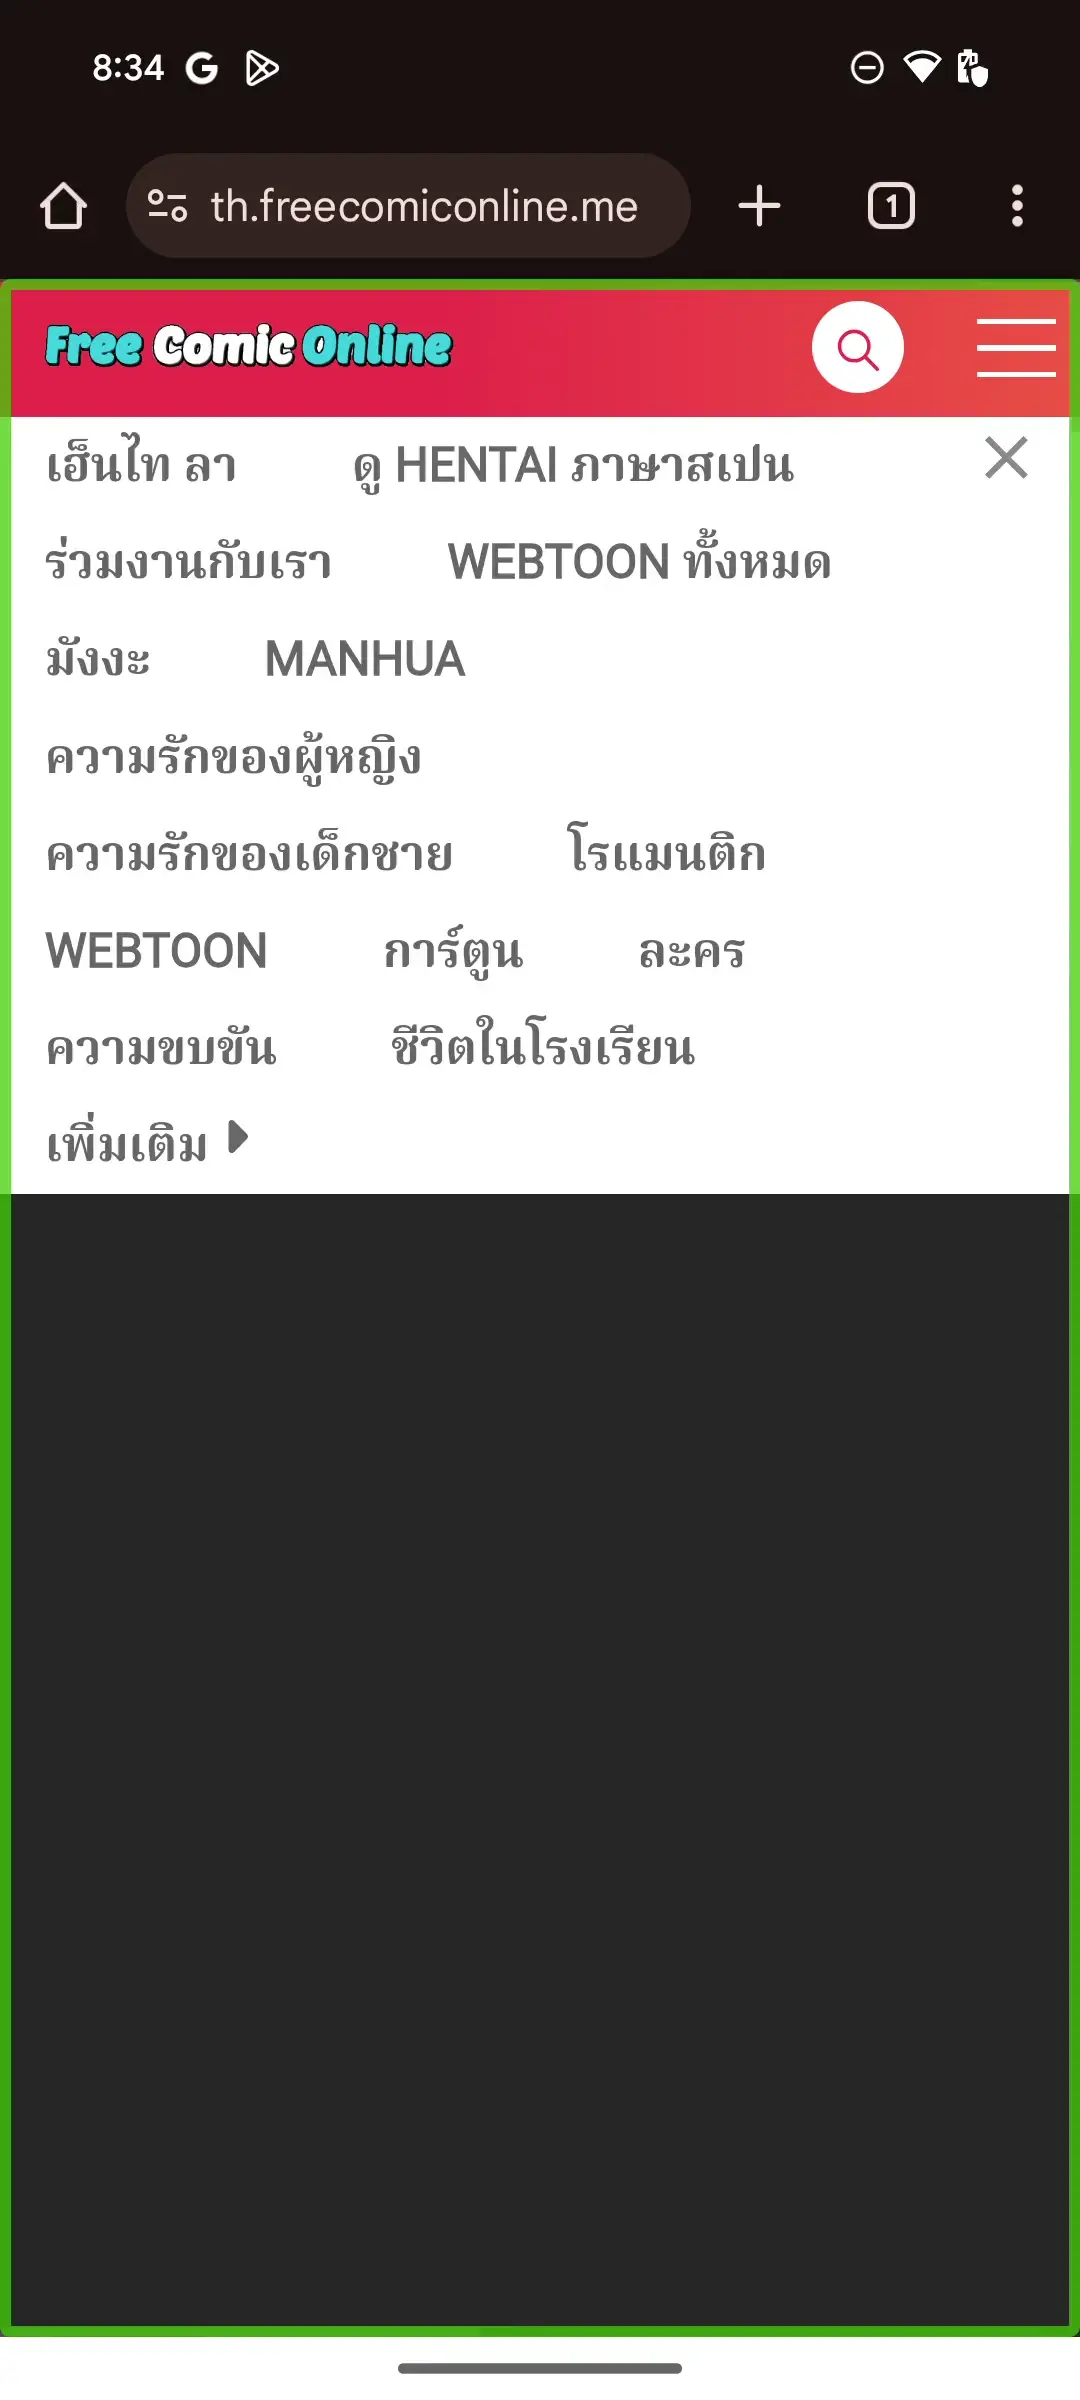 8:34
th.freecomiconline.me
1
Free Comic Online
เฮ็นไท ลา ดู HENTAI ภาษาสเปน
ร่วมงานกับเรา WEBTOON ทั้งหมด
มังงะ MANHUA
ความรักของผู้หญิง
ความรักของเด็กชาย โรแมนติก
WEBTOON การ์ตูน ละคร
ความขบขัน ชีวิตในโรงเรียน
เพิ่มเติม